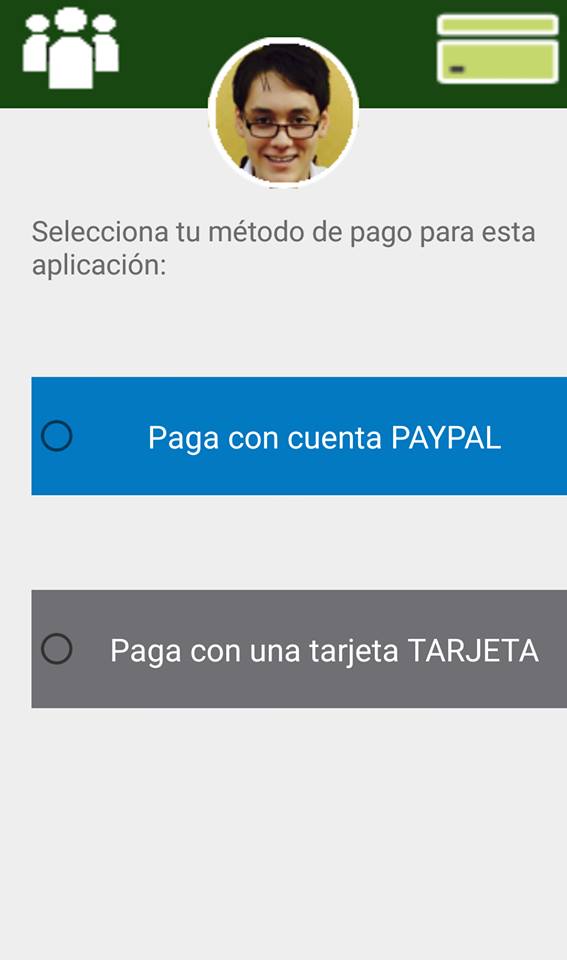 Selecciona tu método de pago para esta
aplicación:
Paga con cuenta PAYPAL
Paga con una tarjeta TARJETA